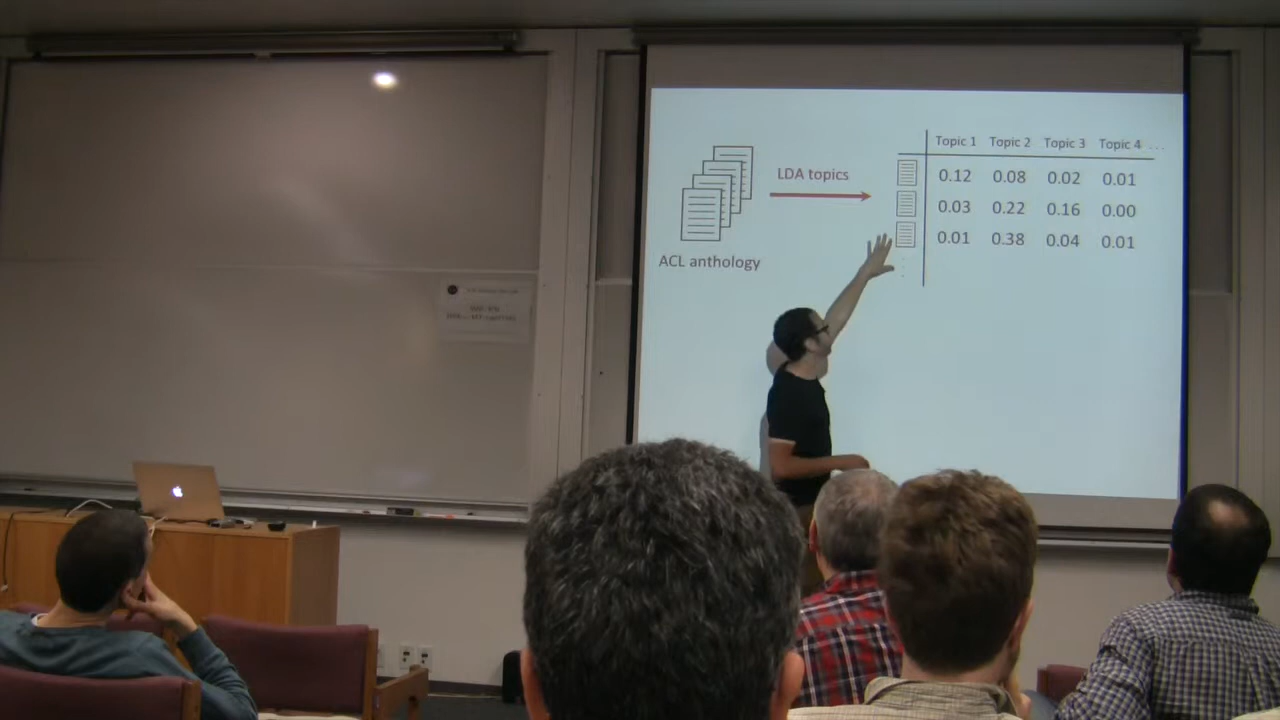 LDA topics
ACL anthology
Topic 1 Topic 2 Topic 3 Topic 4 ...
0.12 0.08 0.02 0.01
0.03 0.22 0.16 0.00
0.01 0.38 0.04 0.01